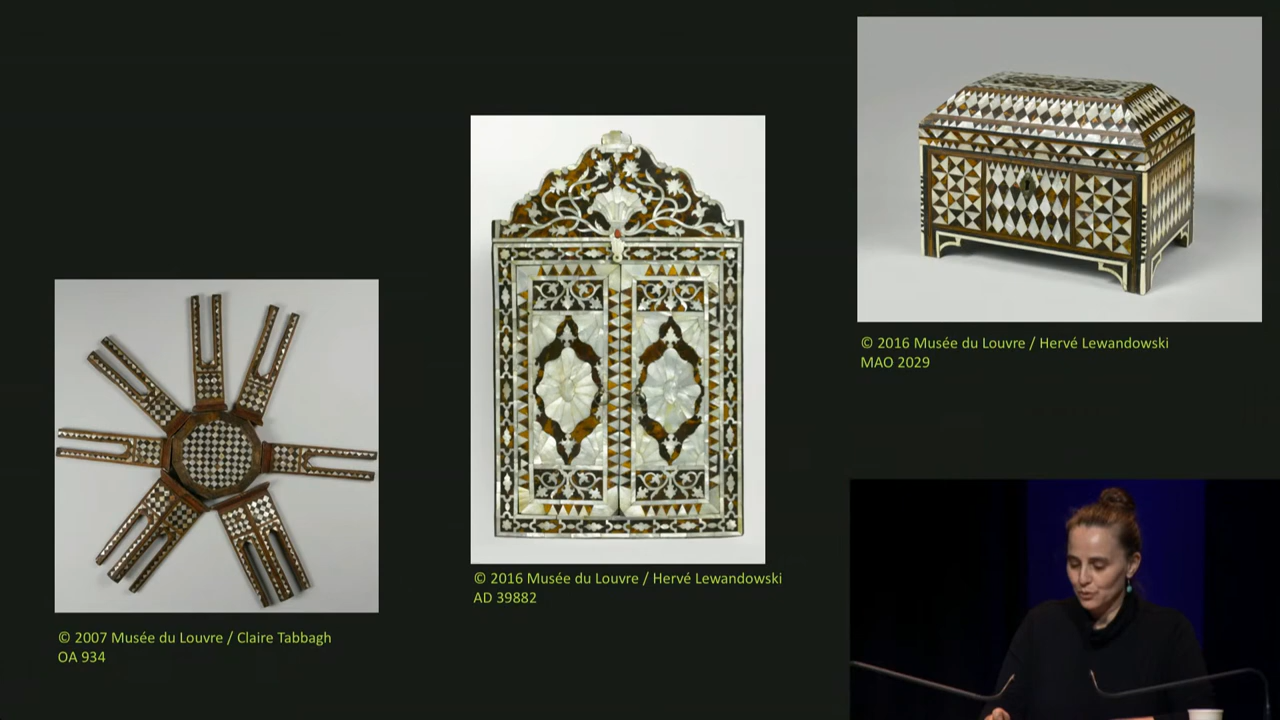 © 2007 Musée du Louvre / Claire Tabbagh
OA 934
© 2016 Musée du Louvre / Hervé Lewandowski
AD 39882
© 2016 Musée du Louvre / Hervé Lewandowski
MAO 2029